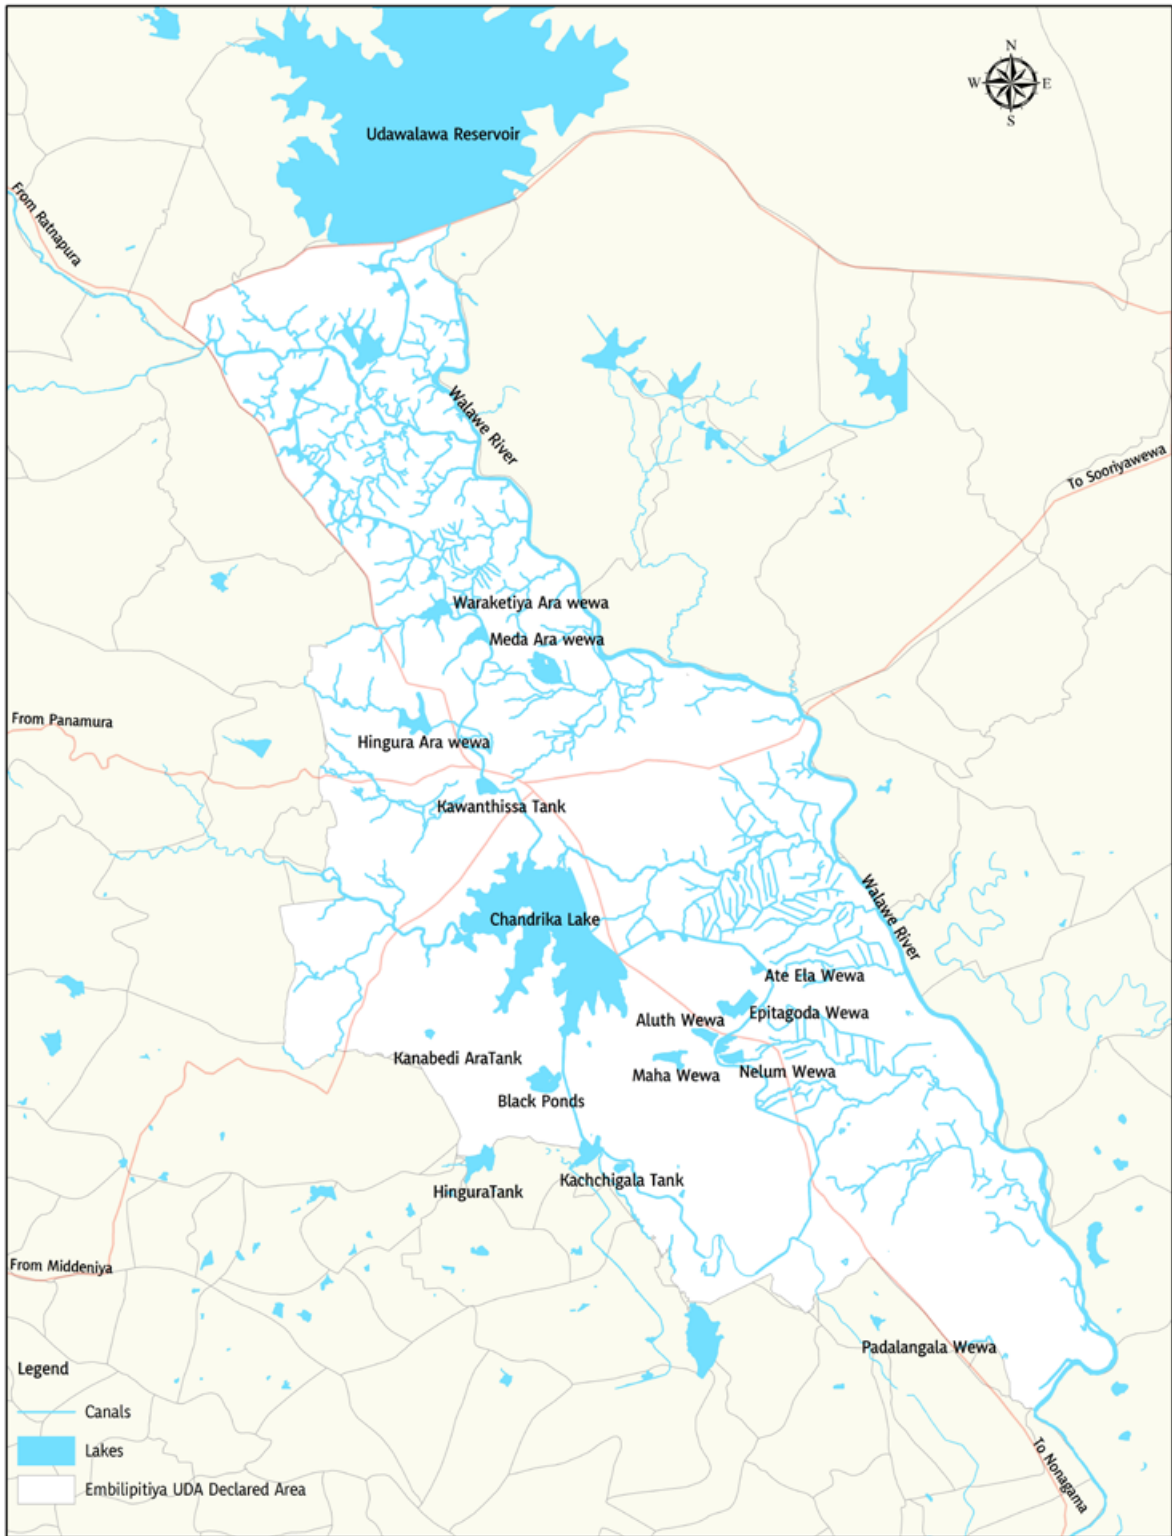 N
W
E
S
Udawalawa Reservoir
From Ratnapura
Walawe River
To Sooriyawewa
Waraketiya Ara wewa
Meda Ara wewa
From Panamura
Hingura Ara wewa
Kawanthissa Tank
Walawe River
Chandrika Lake
Ate Ela Wewa
Epitagoda Wewa
Aluth Wewa
Kanabedi AraTank
Maha Wewa
Nelum Wewa
Black Ponds
Kachchigala Tank
HinguraTank
From Middeniya
Padalangala Wewa
To Nonagama
Legend
Canals
Lakes
Embilipitiya UDA Declared Area